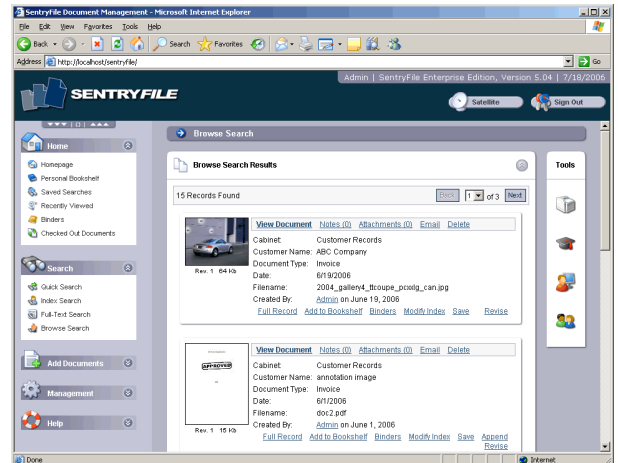 SentryFile Document Management - Microsoft Internet Explorer
File Edit View Favorites Tools Help
Back Search Favorites
Address http://localhost/sentryfile/ Go
Admin | SentryFile Enterprise Edition, Version 5.04 | 7/18/2006
SENTRYFILE
Satellite Sign Out
Home
Homepage
Personal Bookshelf
Saved Searches
Recently Viewed
Binders
Checked Out Documents
Search
Quick Search
Index Search
Full-Text Search
Browse Search
Add Documents
Management
Help
Browse Search
Browse Search Results
15 Records Found Back 1 of 3 Next
View Document Notes (0) Attachments (0) Email Delete
Cabinet: Customer Records
Customer Name: ABC Company
Document Type: Invoice
Date: 6/19/2006
Filename: 2004_gallery4_ttcoupe_pcxxlg_can.jpg
Created By: Admin on June 19, 2006
Rev. 1 64 Kb
Full Record Add to Bookshelf Binders Modify Index Save Revise
View Document Notes (0) Attachments (0) Email Delete
APPROVED
Cabinet: Customer Records
Customer Name: annotation image
Document Type: Invoice
Date: 6/1/2006
Filename: doc2.pdf
Created By: Admin on June 1, 2006
Rev. 1 15 Kb
Full Record Add to Bookshelf Binders Modify Index Save Append
Revise
Tools
Done Internet